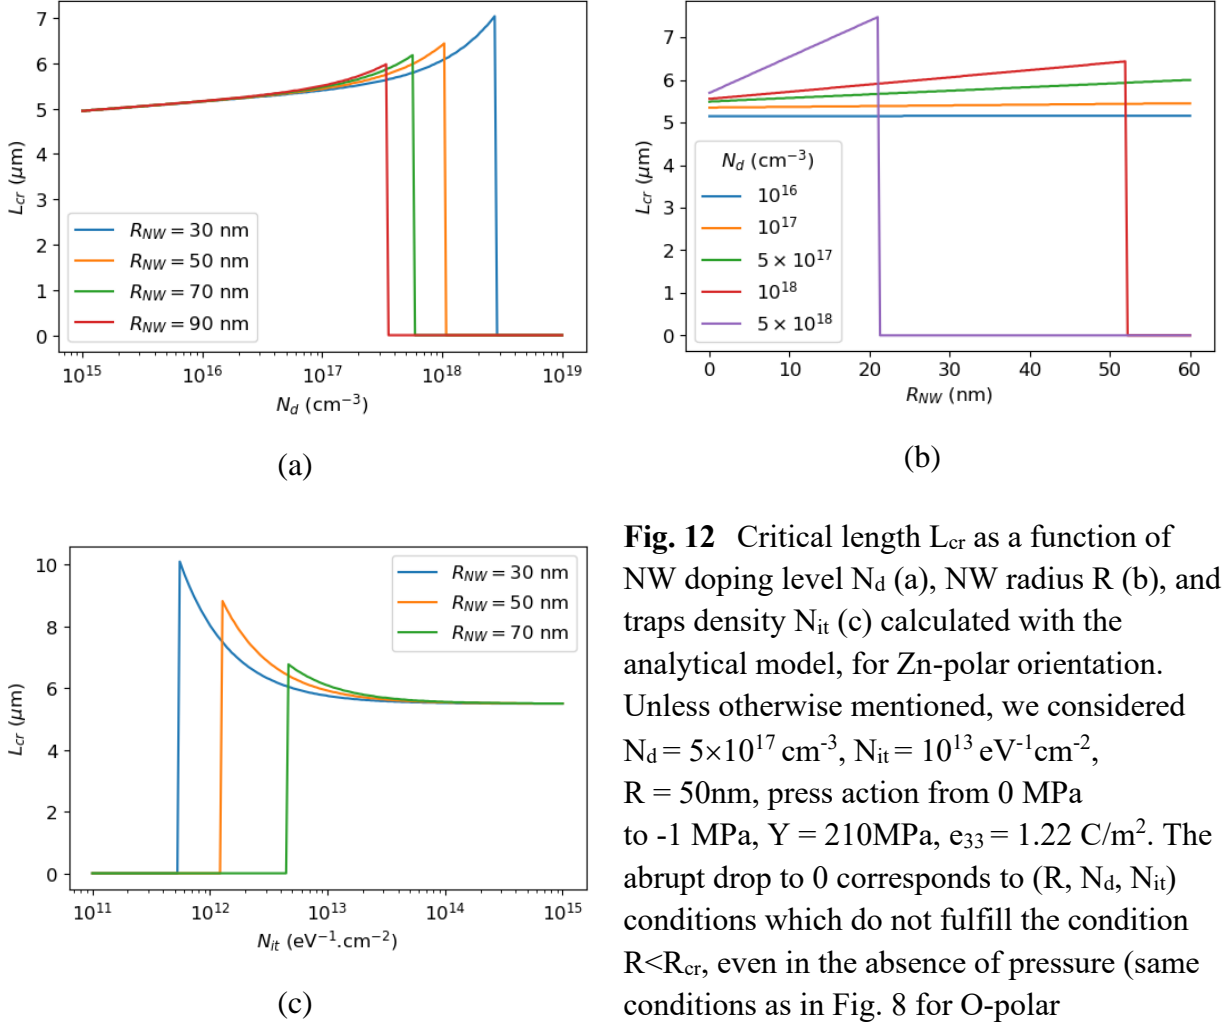 7
6
5
4
3
2
1
0
L_cr (μm)
R_NW = 30 nm
R_NW = 50 nm
R_NW = 70 nm
R_NW = 90 nm
10^15 10^16 10^17 10^18 10^19
N_d (cm^−3)
(a)
7
6
5
4
3
2
1
0
L_cr (μm)
N_d (cm^−3)
10^16
10^17
5 × 10^17
10^18
5 × 10^18
0 10 20 30 40 50 60
R_NW (nm)
(b)
10
8
6
4
2
0
L_cr (μm)
R_NW = 30 nm
R_NW = 50 nm
R_NW = 70 nm
10^11 10^12 10^13 10^14 10^15
N_it (eV^−1.cm^−2)
(c)
Fig. 12 Critical length L_cr as a function of
NW doping level N_d (a), NW radius R (b), and
traps density N_it (c) calculated with the
analytical model, for Zn-polar orientation.
Unless otherwise mentioned, we considered
N_d = 5×10^17 cm^-3, N_it = 10^13 eV^-1cm^-2,
R = 50nm, press action from 0 MPa
to -1 MPa, Y = 210MPa, e_33 = 1.22 C/m^2. The
abrupt drop to 0 corresponds to (R, N_d, N_it)
conditions which do not fulfill the condition
R<R_cr, even in the absence of pressure (same
conditions as in Fig. 8 for O-polar